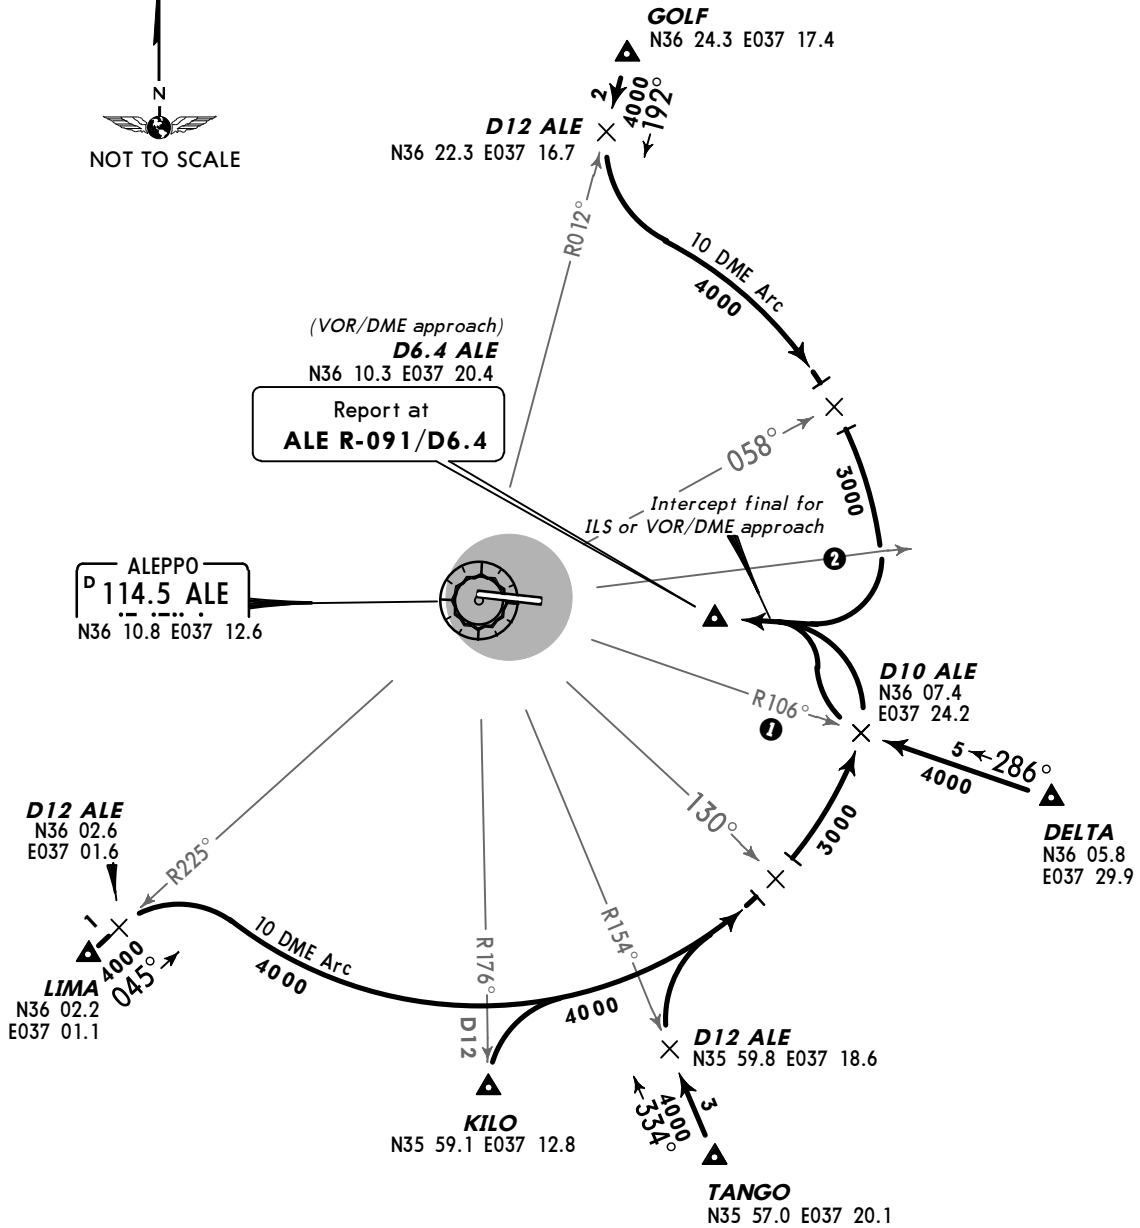 GOLF
N36 24.3 E037 17.4
N
NOT TO SCALE
2
4000
192°
D12 ALE
N36 22.3 E037 16.7
R012°
10 DME Arc
4000
(VOR/DME approach)
D6.4 ALE
N36 10.3 E037 20.4
Report at
ALE R-091/D6.4
058°
3000
Intercept final for
ILS or VOR/DME approach
2
ALEPPO
D 114.5 ALE
N36 10.8 E037 12.6
D10 ALE
N36 07.4
E037 24.2
R106°
1
5 286°
4000
DELTA
N36 05.8
E037 29.9
130°
3000
D12 ALE
N36 02.6
E037 01.6
R225°
1
4000
045°
LIMA
N36 02.2
E037 01.1
10 DME Arc
4000
R176°
D12
R154°
4000
KILO
N35 59.1 E037 12.8
D12 ALE
N35 59.8 E037 18.6
3
4000
334°
TANGO
N35 57.0 E037 20.1